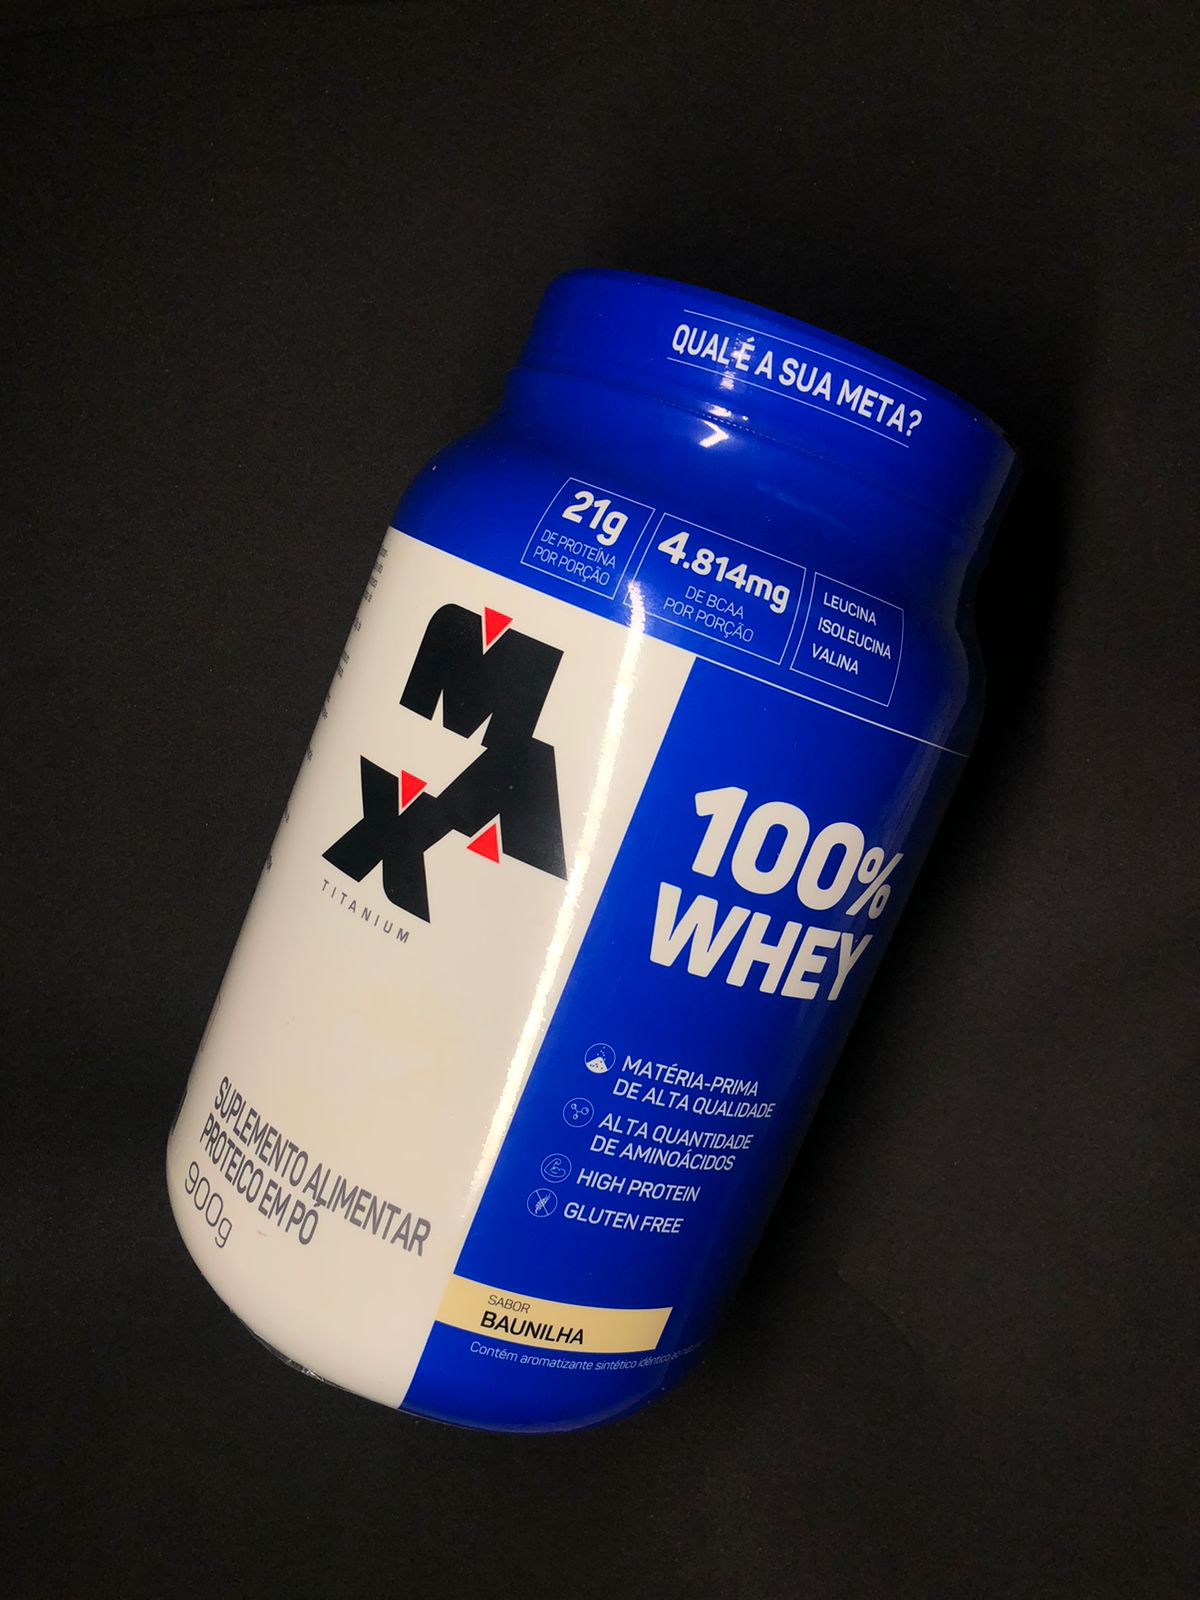 QUAL É A SUA META?
21g
DE PROTEÍNA
POR PORÇÃO
4.814mg
DE BCAA
POR PORÇÃO
LEUCINA
ISOLEUCINA
VALINA
MAX
TITANIUM
100%
WHEY
MATÉRIA-PRIMA
DE ALTA QUALIDADE
ALTA QUANTIDADE
DE AMINOÁCIDOS
HIGH PROTEIN
GLUTEN FREE
SUPLEMENTO ALIMENTAR
PROTEICO EM PÓ
900g
SABOR
BAUNILHA
Contém aromatizante sintético idêntico ao